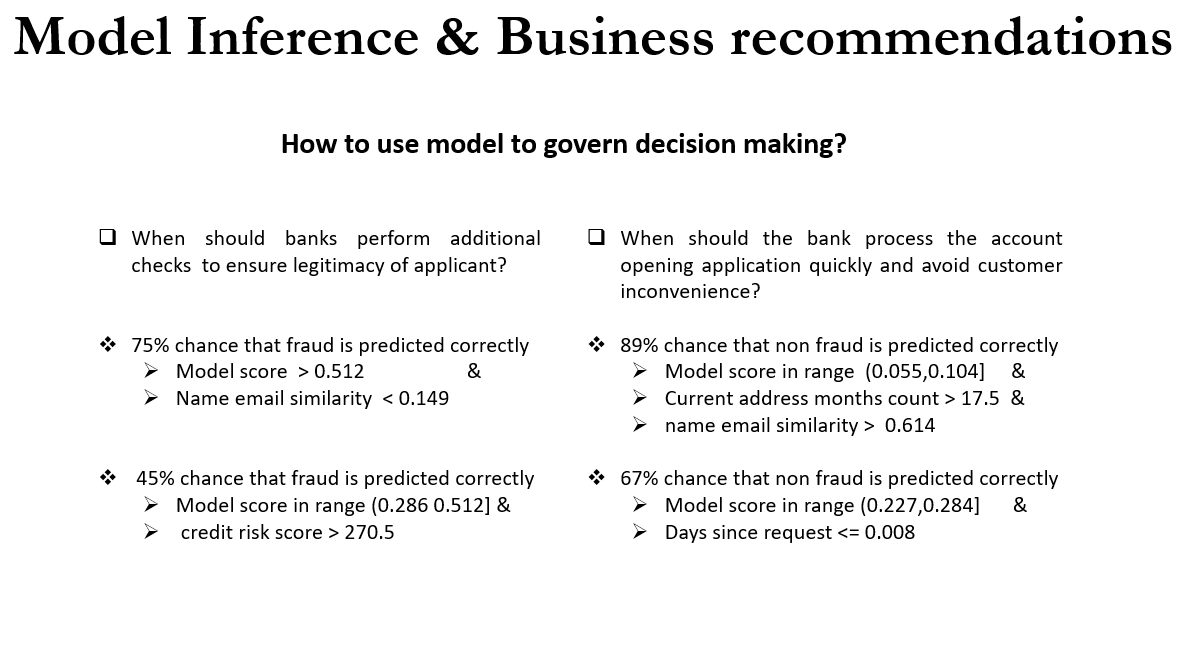 Model Inference & Business recommendations
How to use model to govern decision making?
❑ When should banks perform additional
checks to ensure legitimacy of applicant?
❖ 75% chance that fraud is predicted correctly
➢ Model score > 0.512 &
➢ Name email similarity < 0.149
❖ 45% chance that fraud is predicted correctly
➢ Model score in range (0.286 0.512] &
➢ credit risk score > 270.5
❑ When should the bank process the account
opening application quickly and avoid customer
inconvenience?
❖ 89% chance that non fraud is predicted correctly
➢ Model score in range (0.055,0.104] &
➢ Current address months count > 17.5 &
➢ name email similarity > 0.614
❖ 67% chance that non fraud is predicted correctly
➢ Model score in range (0.227,0.284] &
➢ Days since request <= 0.008